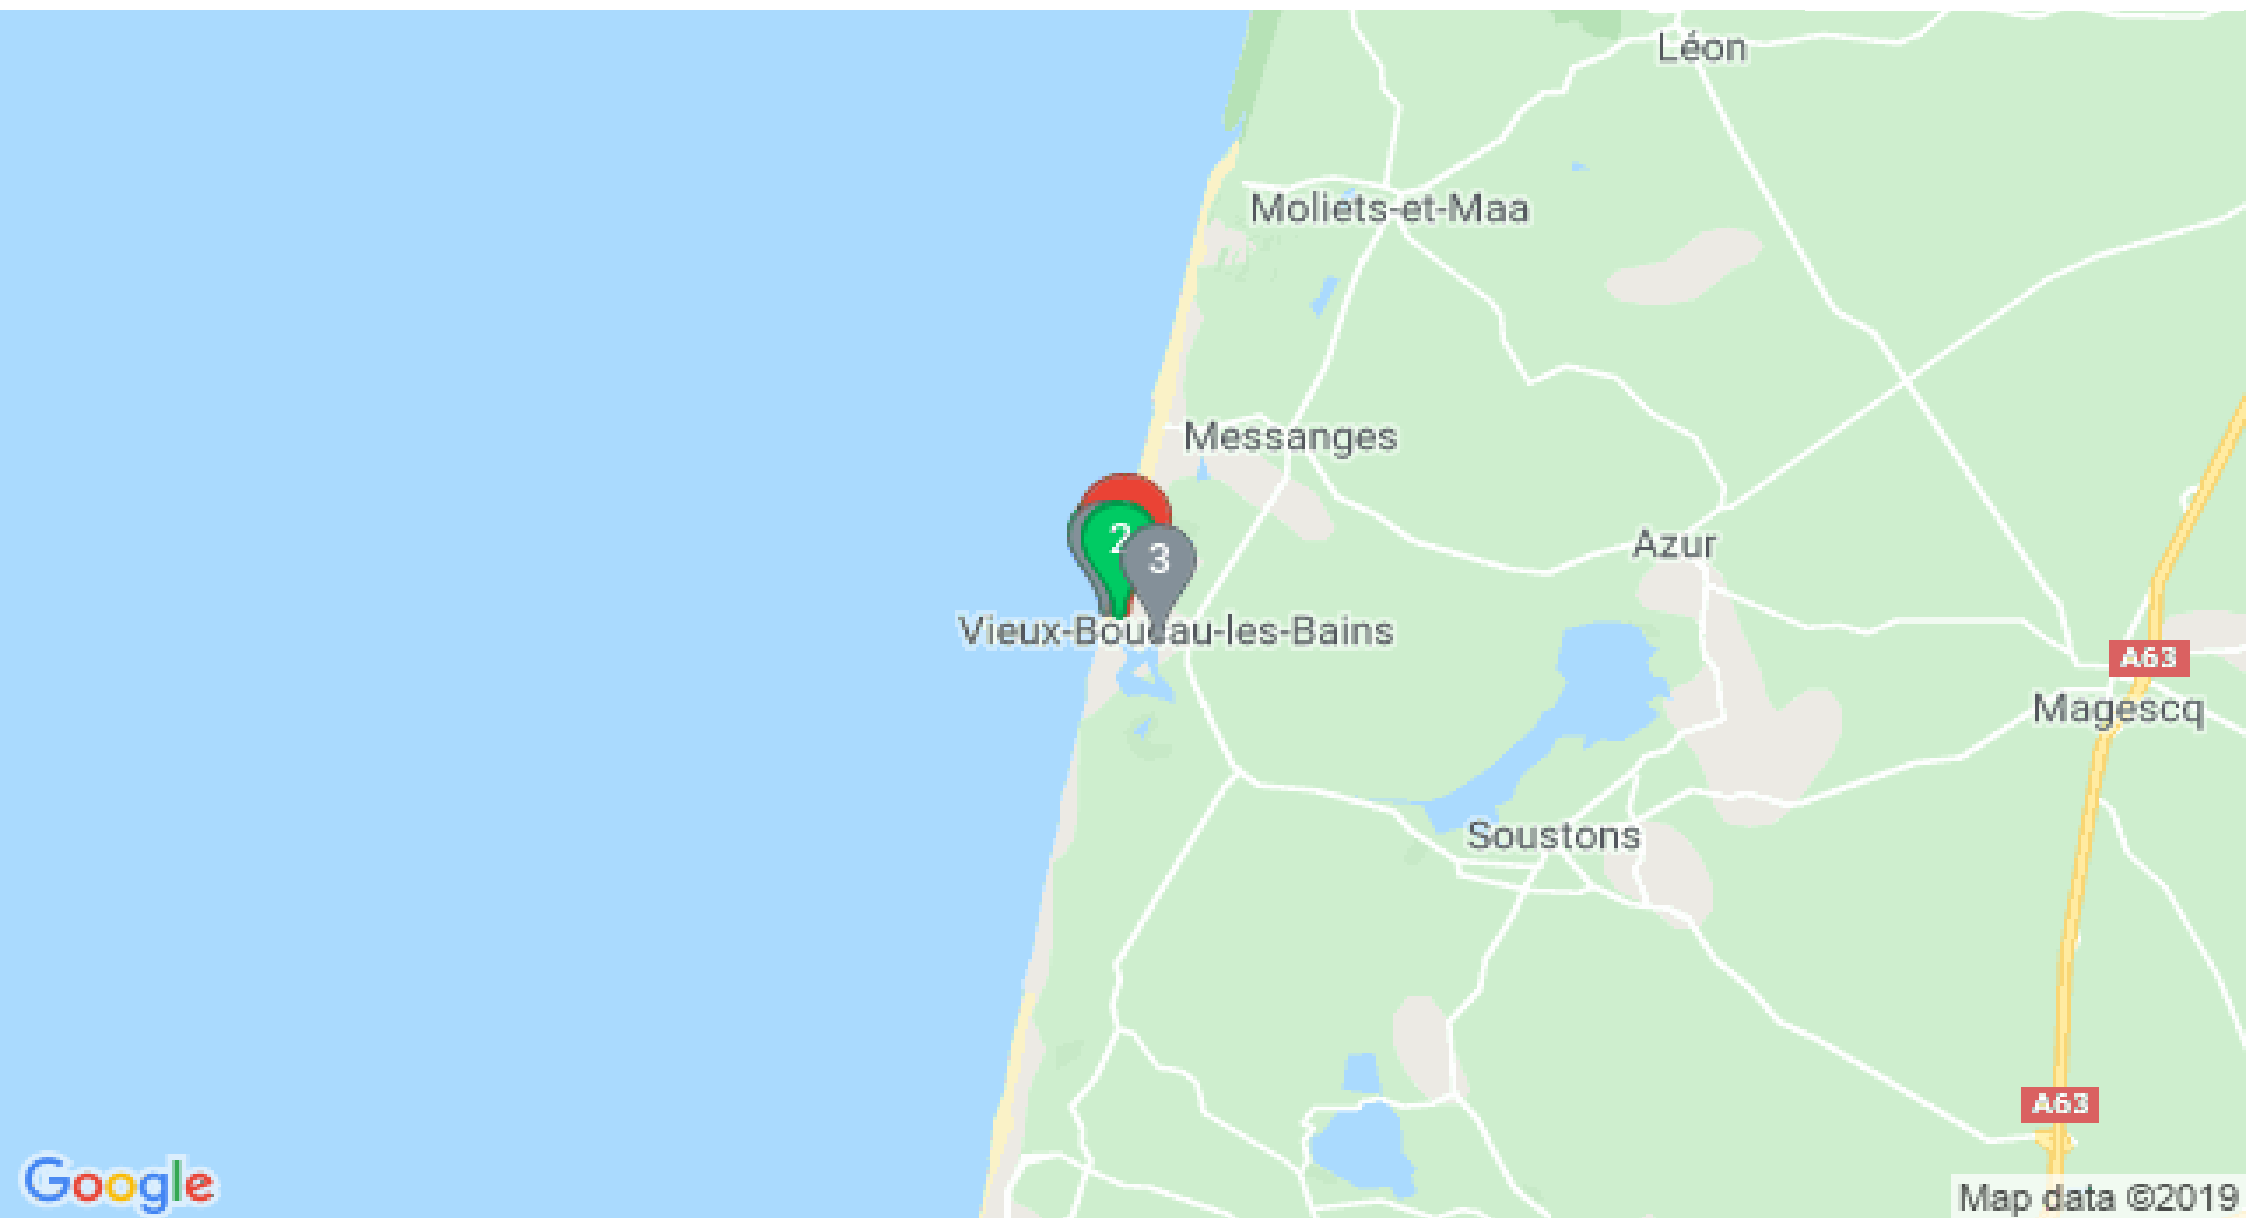 Léon
Moliets-et-Maa
Messanges
2
3
Azur
Vieux-Boucau-les-Bains
A63
Magescq
Soustons
A63
Google
Map data ©2019